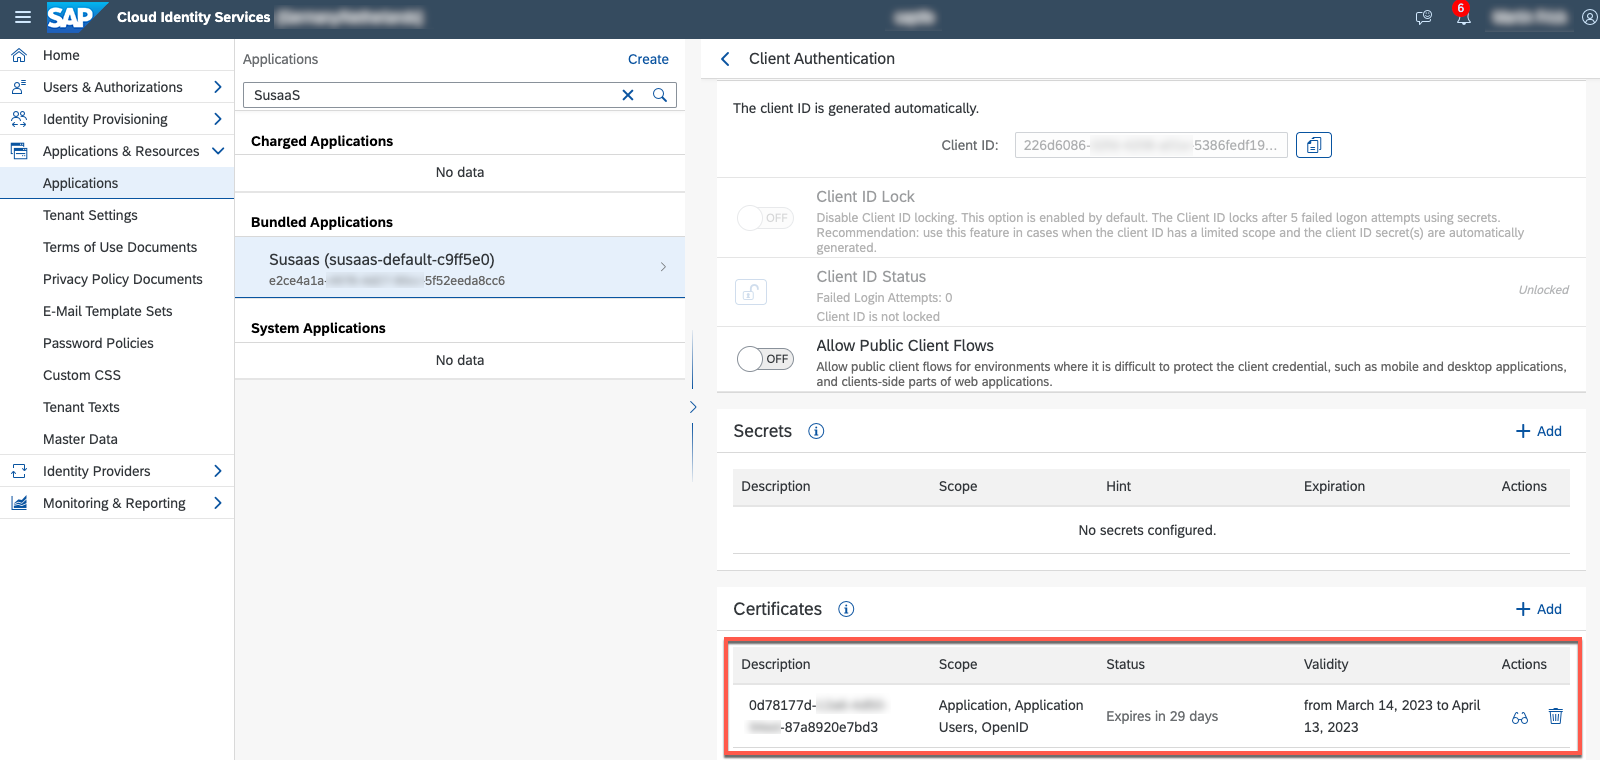 SAP
Cloud Identity Services
6
Home
Users & Authorizations
Identity Provisioning
Applications & Resources
Applications
Tenant Settings
Terms of Use Documents
Privacy Policy Documents
E-Mail Template Sets
Password Policies
Custom CSS
Tenant Texts
Master Data
Identity Providers
Monitoring & Reporting
Applications
Create
SusaaS
Charged Applications
No data
Bundled Applications
Susaas (susaas-default-c9ff5e0)
e2ce4a1a- 5f52eeda8cc6
System Applications
No data
Client Authentication
The client ID is generated automatically.
Client ID: 226d6086- 5386fedf19...
Client ID Lock
OFF
Disable Client ID locking. This option is enabled by default. The Client ID locks after 5 failed logon attempts using secrets.
Recommendation: use this feature in cases when the client ID has a limited scope and the client ID secret(s) are automatically
generated.
Client ID Status
Failed Login Attempts: 0
Client ID is not locked
Unlocked
Allow Public Client Flows
OFF
Allow public client flows for environments where it is difficult to protect the client credential, such as mobile and desktop applications,
and clients-side parts of web applications.
Secrets
Add
Description Scope Hint Expiration Actions
No secrets configured.
Certificates
Add
Description Scope Status Validity Actions
0d78177d- Application, Application from March 14, 2023 to April
Expires in 29 days
-87a8920e7bd3 Users, OpenID 13, 2023